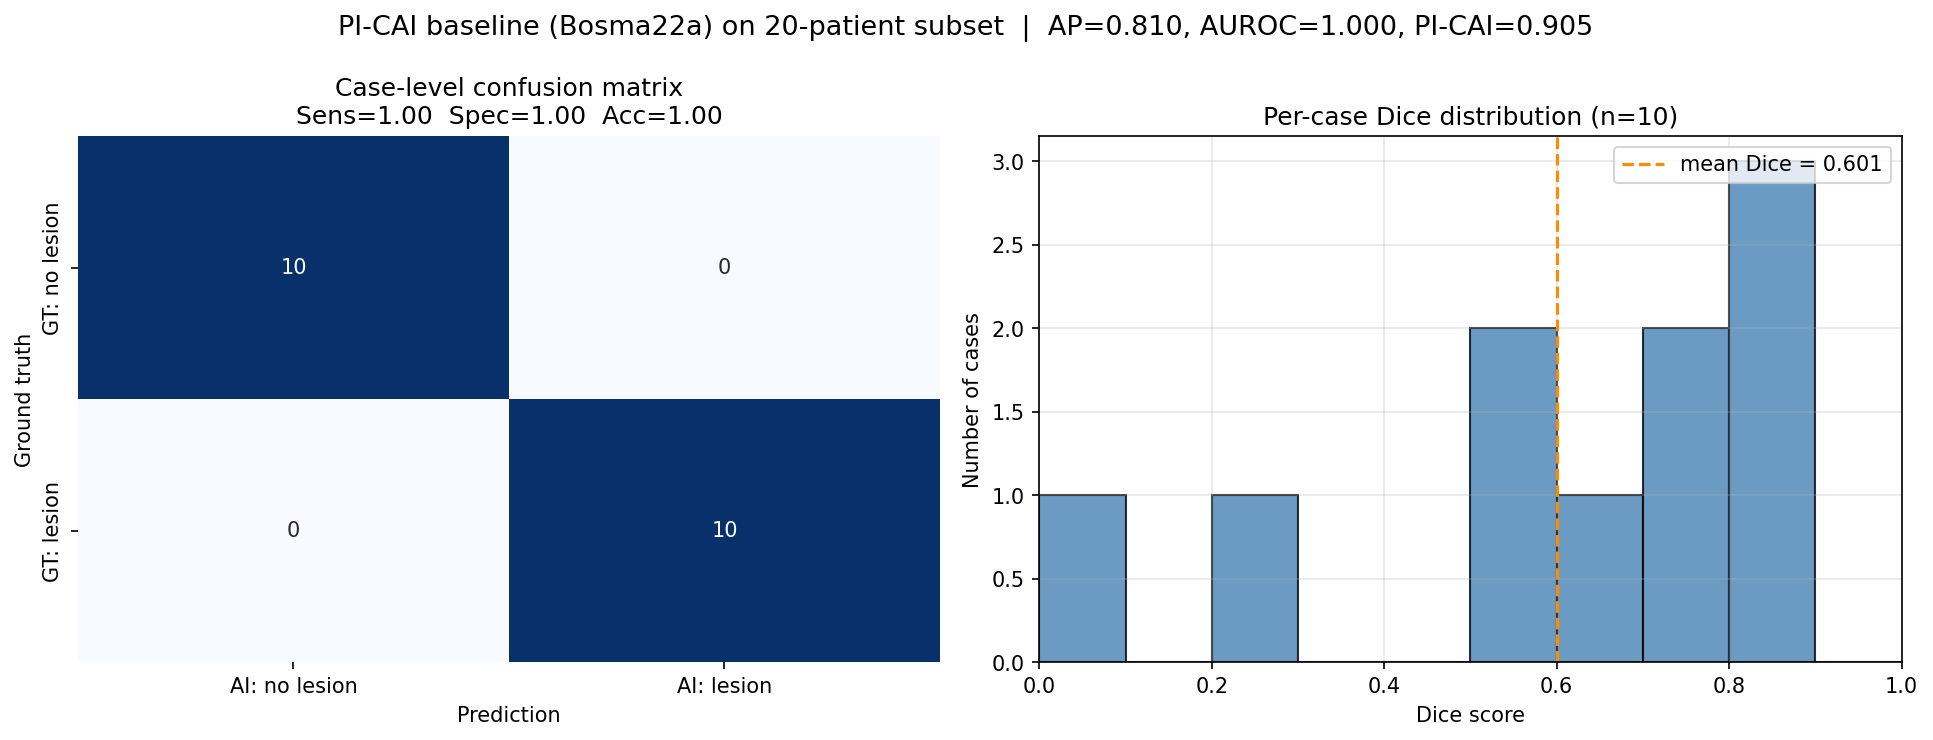 PI-CAI baseline (Bosma22a) on 20-patient subset | AP=0.810, AUROC=1.000, PI-CAI=0.905
Case-level confusion matrix
Sens=1.00 Spec=1.00 Acc=1.00
Ground truth
GT: no lesion
GT: lesion
10
0
0
10
AI: no lesion
AI: lesion
Prediction
Per-case Dice distribution (n=10)
mean Dice = 0.601
Number of cases
3.0
2.5
2.0
1.5
1.0
0.5
0.0
0.0
0.2
0.4
0.6
0.8
1.0
Dice score